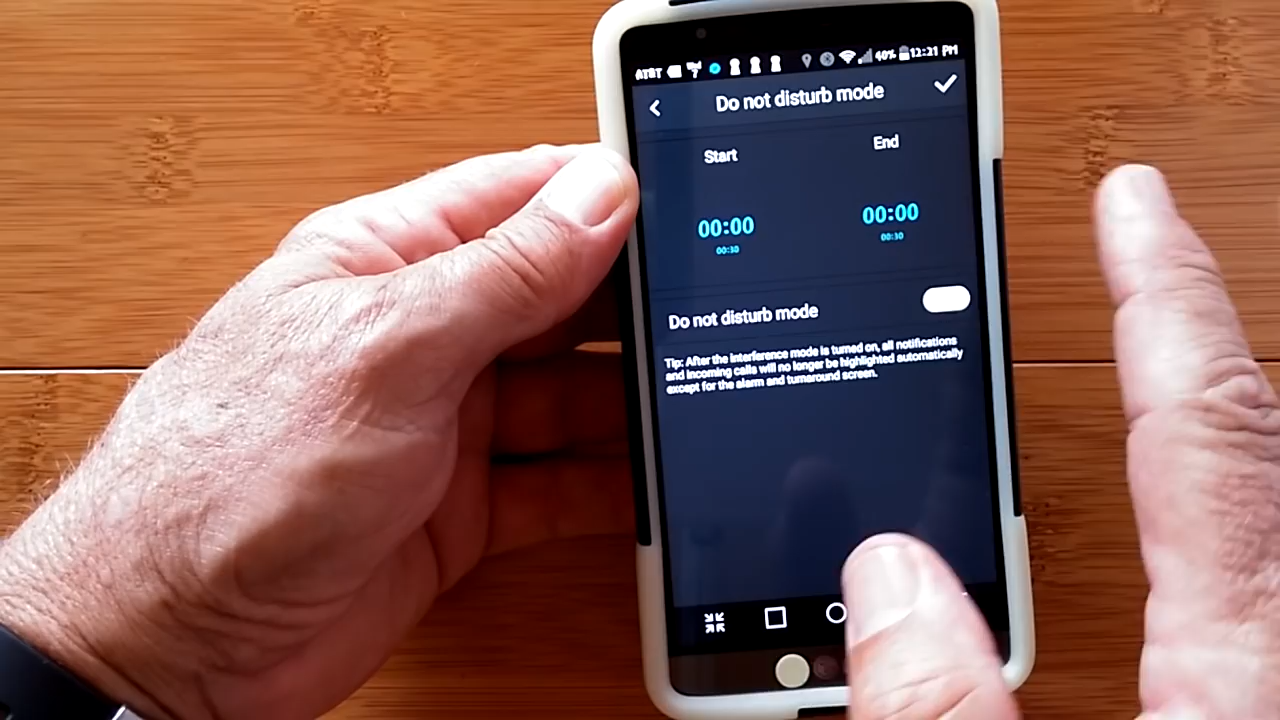 AT&T 40% 12:21 PM
Do not disturb mode
Start End
00:00 00:00
00:30 00:30
Do not disturb mode
Tip: After the interference mode is turned on, all notifications
and incoming calls will no longer be highlighted automatically
except for the alarm and turnaround screen.